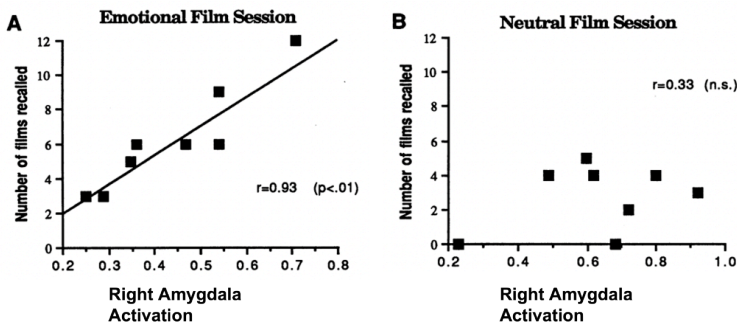 A
Emotional Film Session
Number of films recalled
12
10
8
6
4
2
0
r=0.93 (p<.01)
0.2 0.3 0.4 0.5 0.6 0.7 0.8
Right Amygdala
Activation
B
Neutral Film Session
Number of films recalled
12
10
8
6
4
2
0
r=0.33 (n.s.)
0.2 0.4 0.6 0.8 1.0
Right Amygdala
Activation